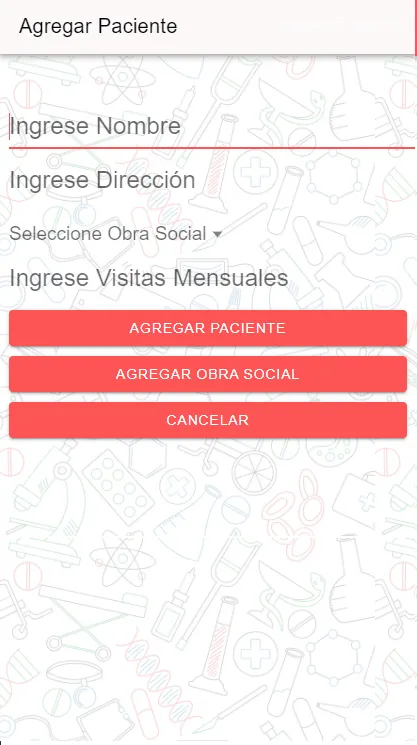 Agregar Paciente
Ingrese Nombre
Ingrese Dirección
Seleccione Obra Social
Ingrese Visitas Mensuales
AGREGAR PACIENTE
AGREGAR OBRA SOCIAL
CANCELAR